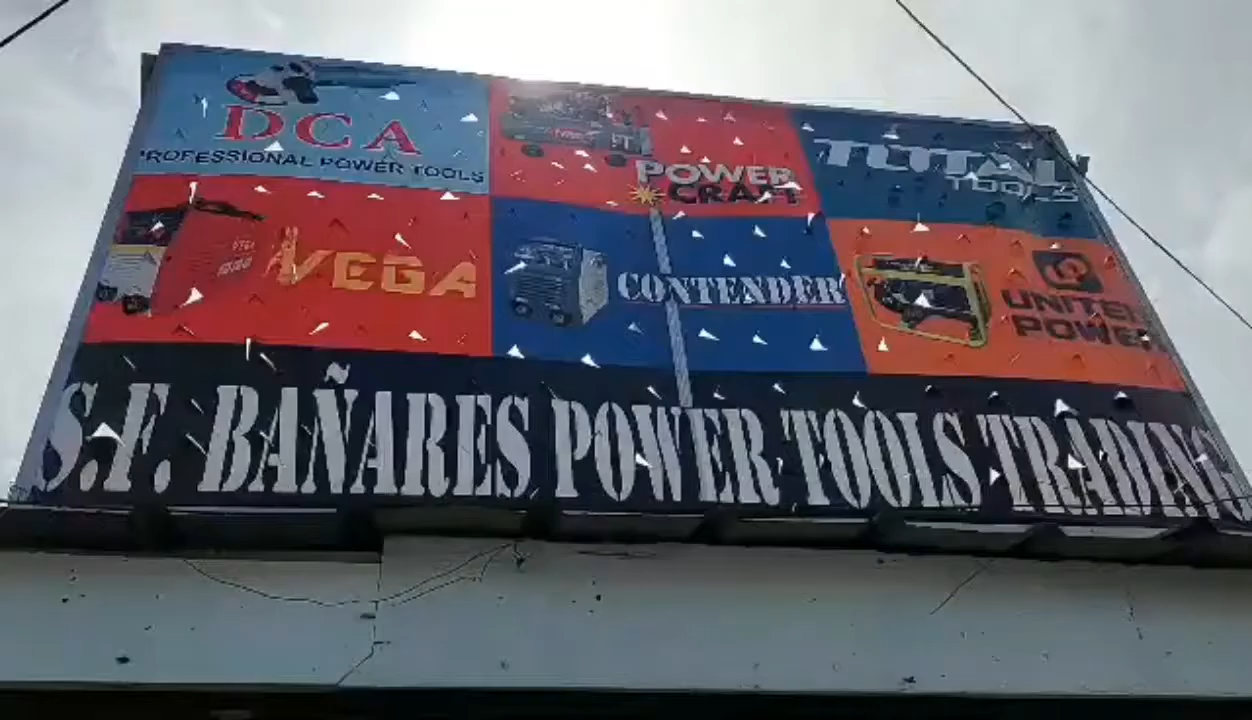 DCA
PROFESSIONAL POWER TOOLS
POWER
CRAFT
TOTAL
TOOLS
VEGA
CONTENDER
UNITED
POWER
S.F. BAÑARES POWER TOOLS TRADING